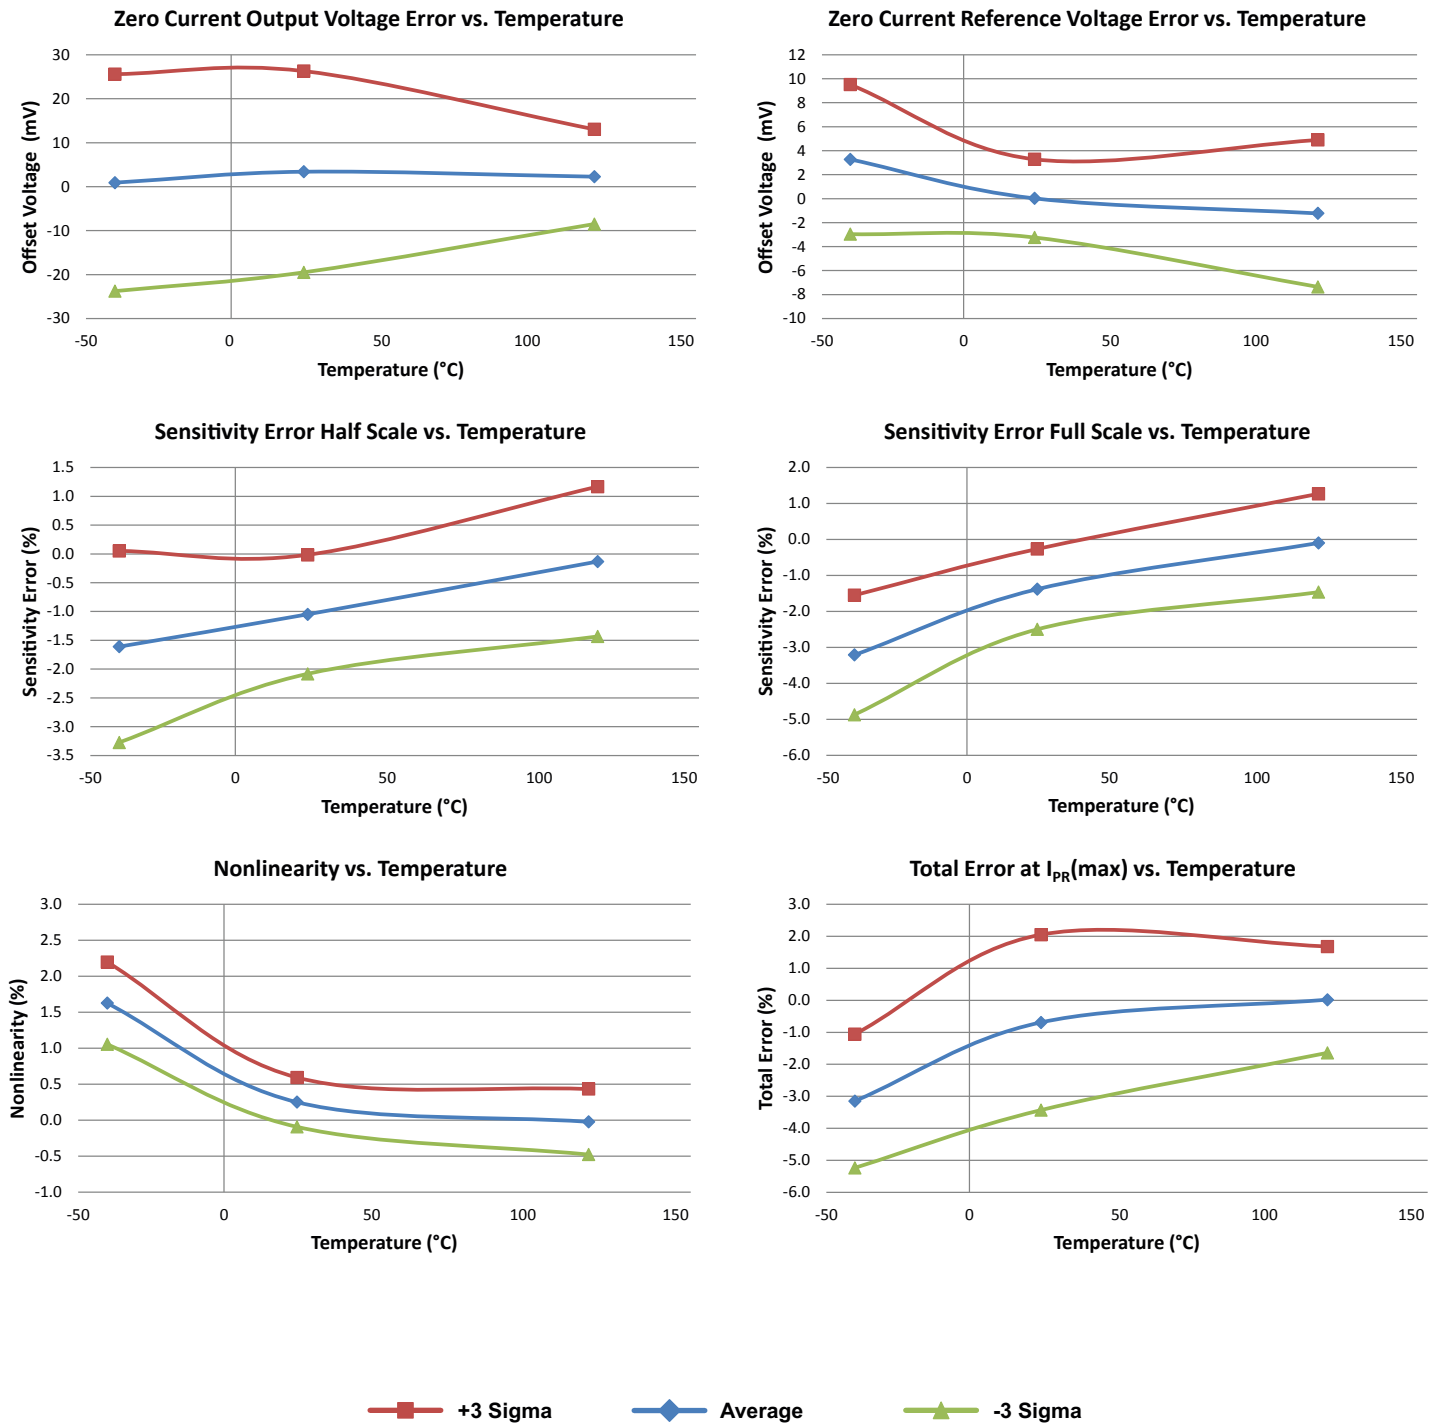 Zero Current Output Voltage Error vs. Temperature
30
20
10
0
-10
-20
-30
Offset Voltage (mV)
-50 0 50 100 150
Temperature (°C)
Zero Current Reference Voltage Error vs. Temperature
12
10
8
6
4
2
0
-2
-4
-6
-8
-10
Offset Voltage (mV)
-50 0 50 100 150
Temperature (°C)
Sensitivity Error Half Scale vs. Temperature
1.5
1.0
0.5
0.0
-0.5
-1.0
-1.5
-2.0
-2.5
-3.0
-3.5
Sensitivity Error (%)
-50 0 50 100 150
Temperature (°C)
Sensitivity Error Full Scale vs. Temperature
2.0
1.0
0.0
-1.0
-2.0
-3.0
-4.0
-5.0
-6.0
Sensitivity Error (%)
-50 0 50 100 150
Temperature (°C)
Nonlinearity vs. Temperature
3.0
2.5
2.0
1.5
1.0
0.5
0.0
-0.5
-1.0
Nonlinearity (%)
-50 0 50 100 150
Temperature (°C)
Total Error at IPR(max) vs. Temperature
3.0
2.0
1.0
0.0
-1.0
-2.0
-3.0
-4.0
-5.0
-6.0
Total Error (%)
-50 0 50 100 150
Temperature (°C)
+3 Sigma Average -3 Sigma